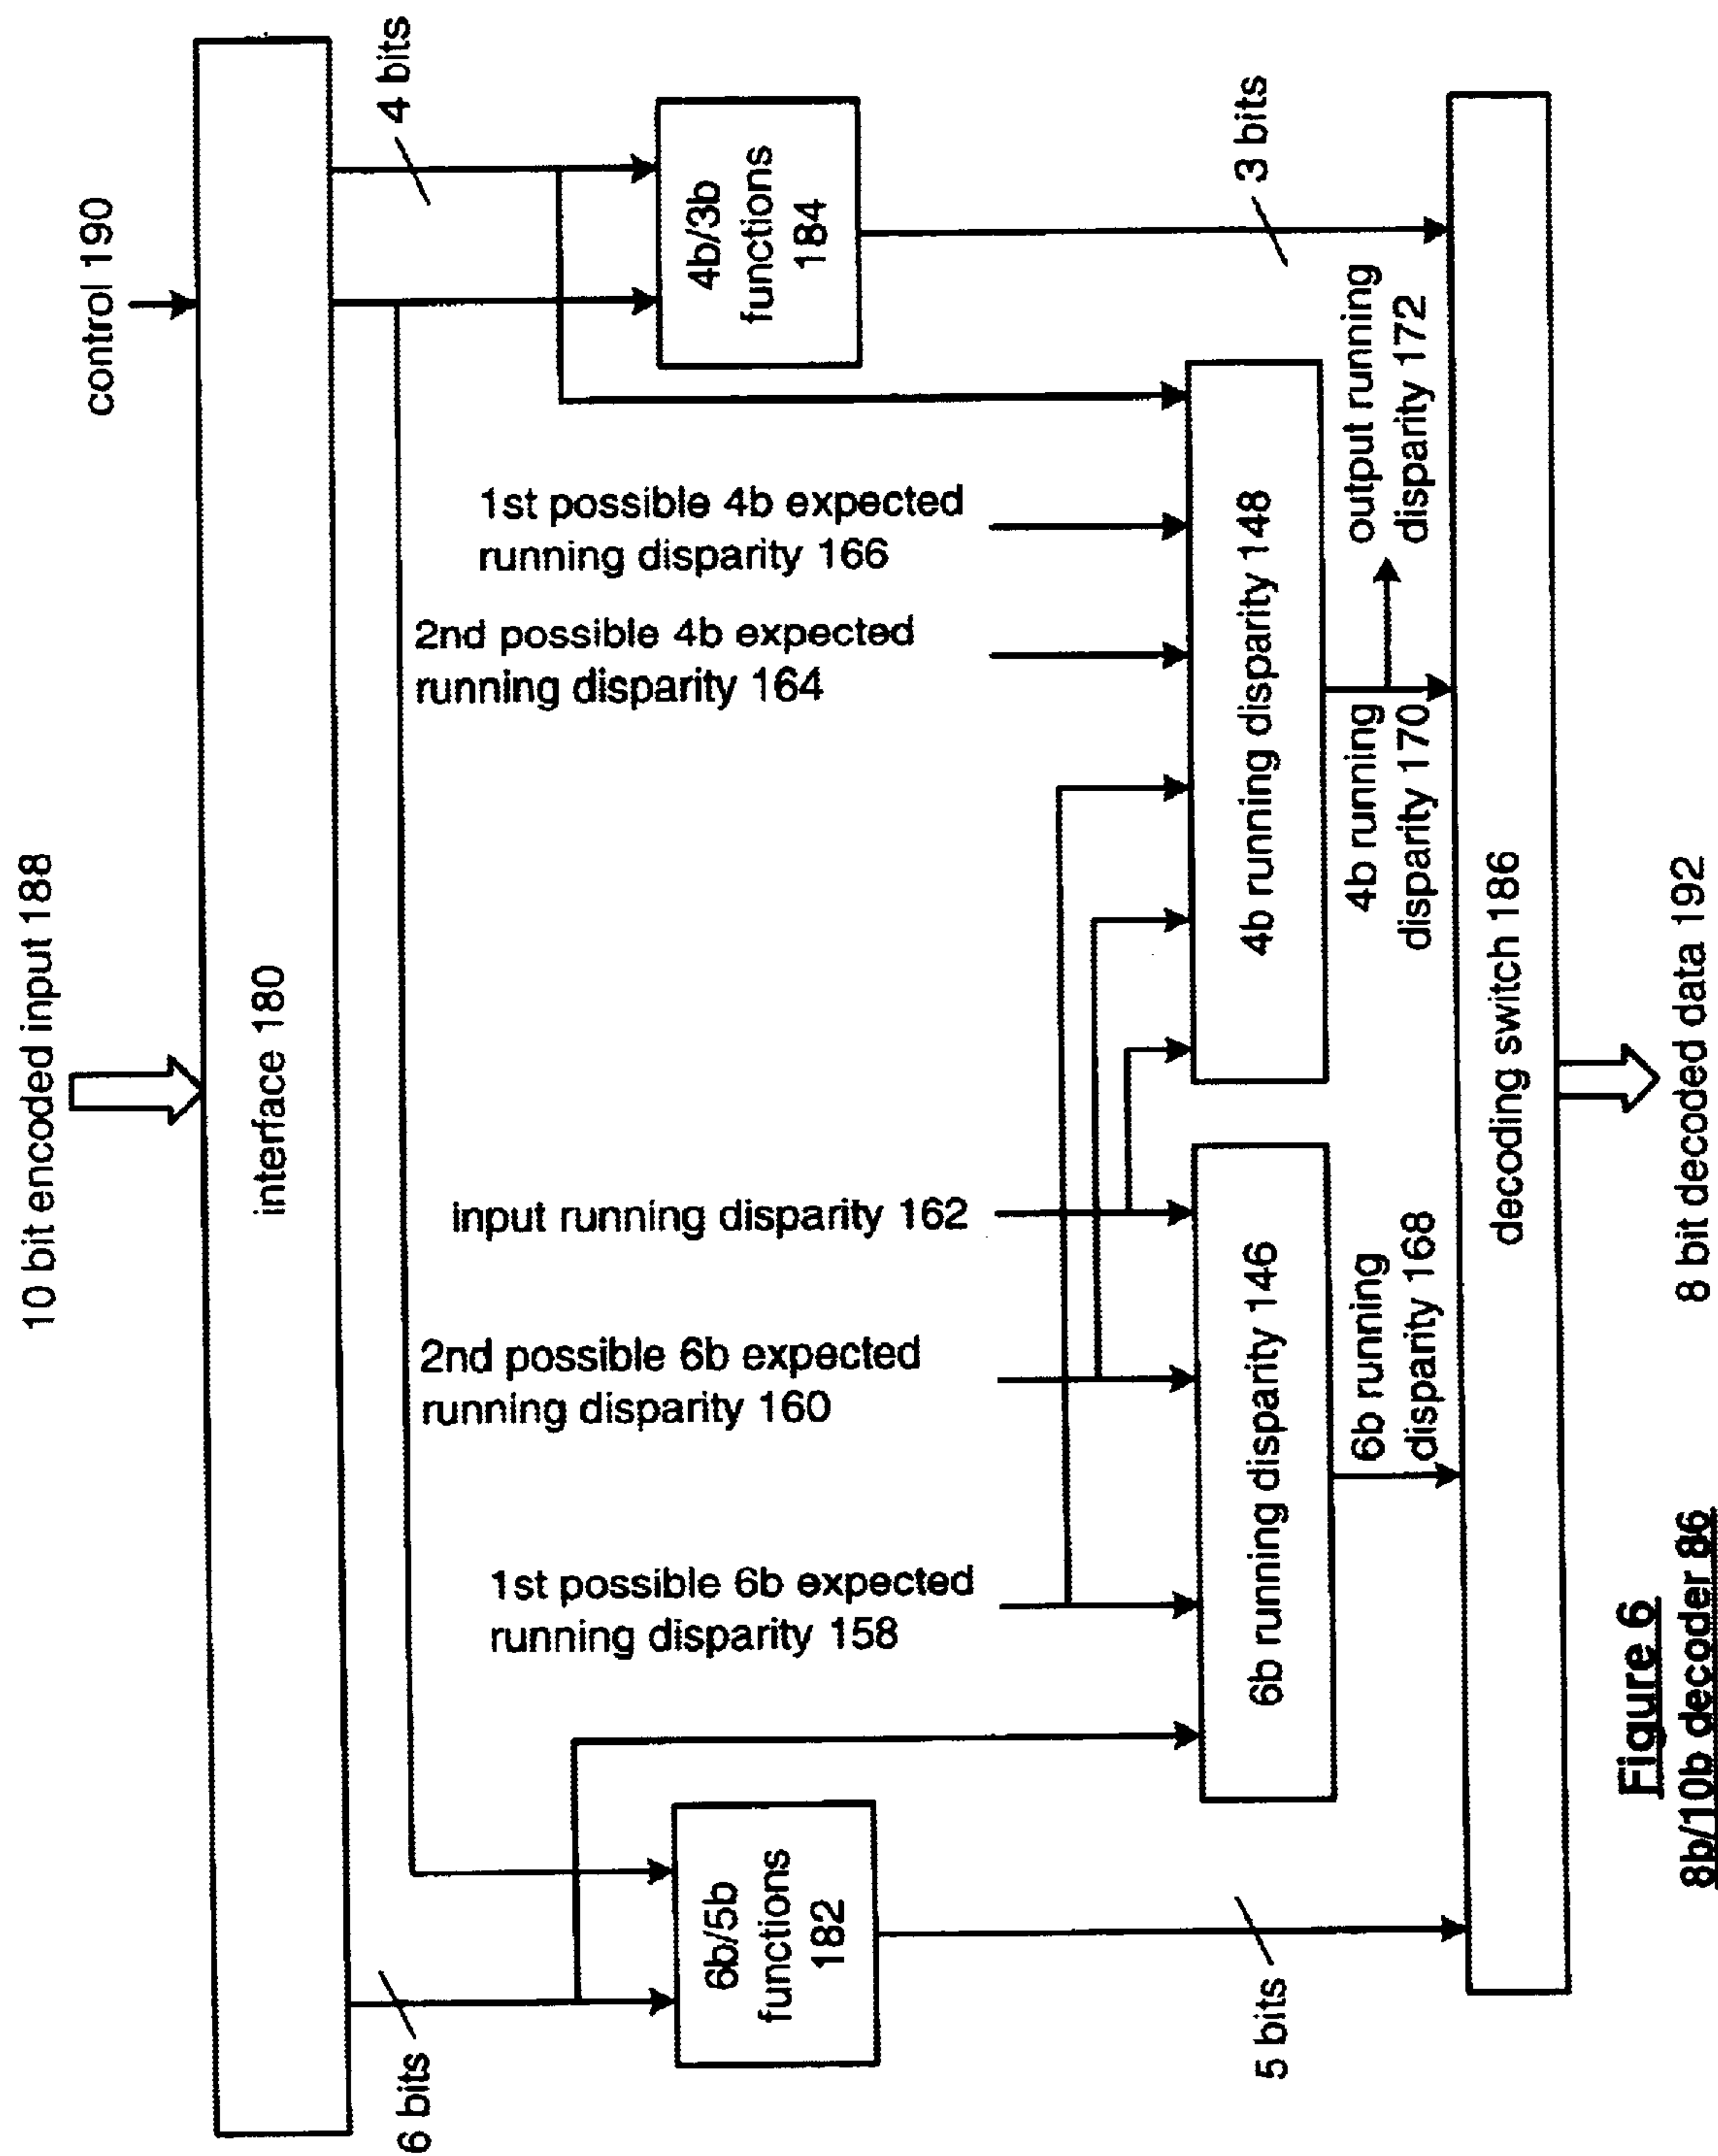 10 bit encoded input 188
control 190
interface 180
6 bits
4 bits
6b/5b
functions
182
4b/3b
functions
184
1st possible 6b expected
running disparity 158
2nd possible 6b expected
running disparity 160
input running disparity 162
2nd possible 4b expected
running disparity 164
1st possible 4b expected
running disparity 166
6b running disparity 146
4b running disparity 148
5 bits
6b running
disparity 168
4b running
disparity 170
output running
disparity 172
3 bits
decoding switch 186
8 bit decoded data 192
Figure 6
8b/10b decoder 86